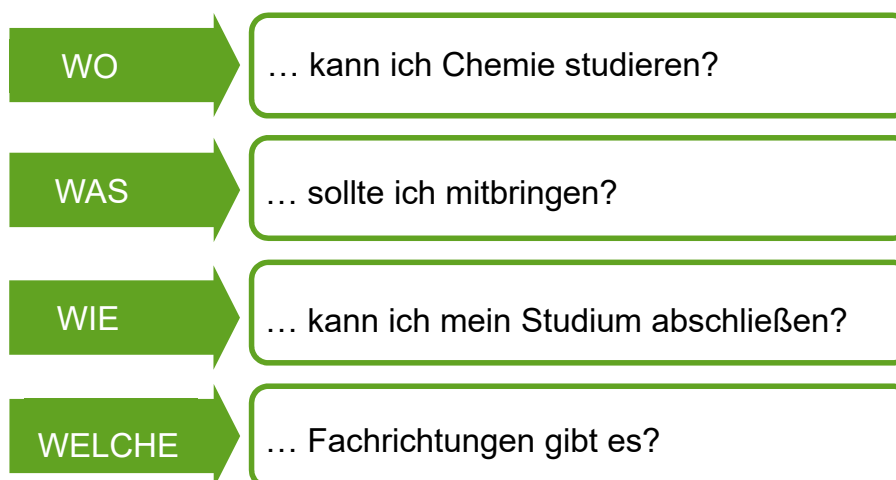 WO … kann ich Chemie studieren?
WAS … sollte ich mitbringen?
WIE … kann ich mein Studium abschließen?
WELCHE … Fachrichtungen gibt es?